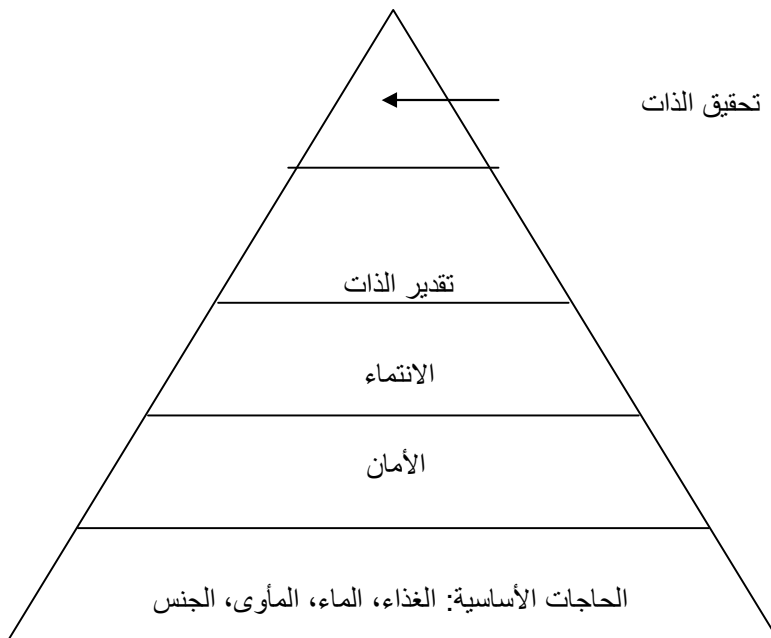 تحقيق الذات
تقدير الذات
الانتماء
الأمان
الحاجات الأساسية: الغذاء، الماء، المأوى، الجنس